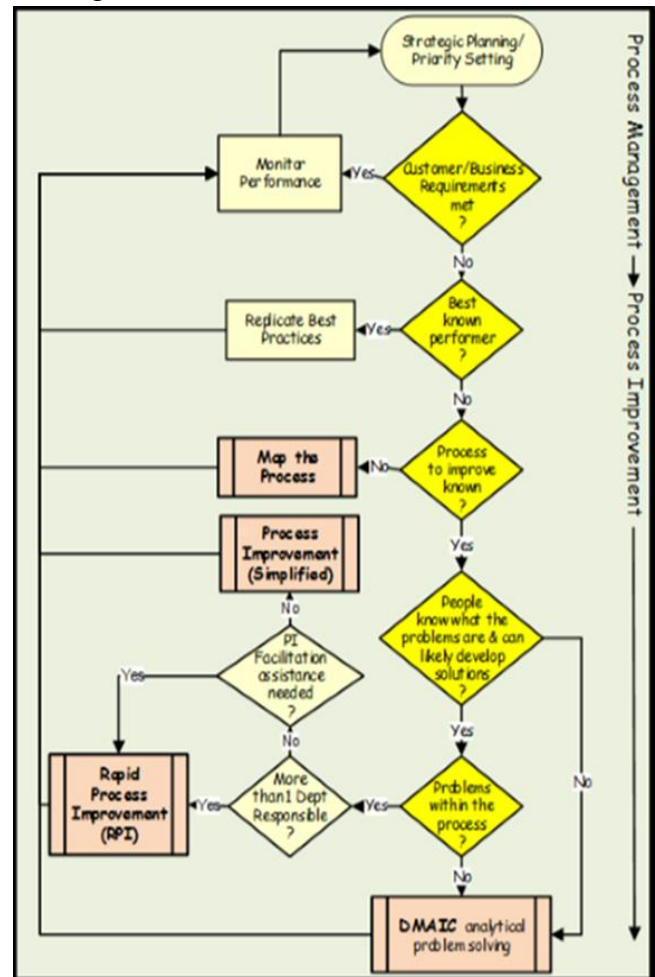 Strategic Planning/
Priority Setting
Process Management → Process Improvement
Monitor
Performance
Yes
Customer/Business
Requirements
met
?
No
Replicate Best
Practices
Yes
Best
known
performer
?
No
Map the
Process
No
Process
to improve
known
?
Yes
Process
Improvement
(Simplified)
No
People
know what the
problems are & can
likely develop
solutions
?
PI
Facilitation
assistance
needed
?
Yes
Yes
No
No
Rapid
Process
Improvement
(RPI)
Yes
More
than 1 Dept
Responsible
?
Yes
Problems
within the
process
?
No
DMAIC analytical
problem solving